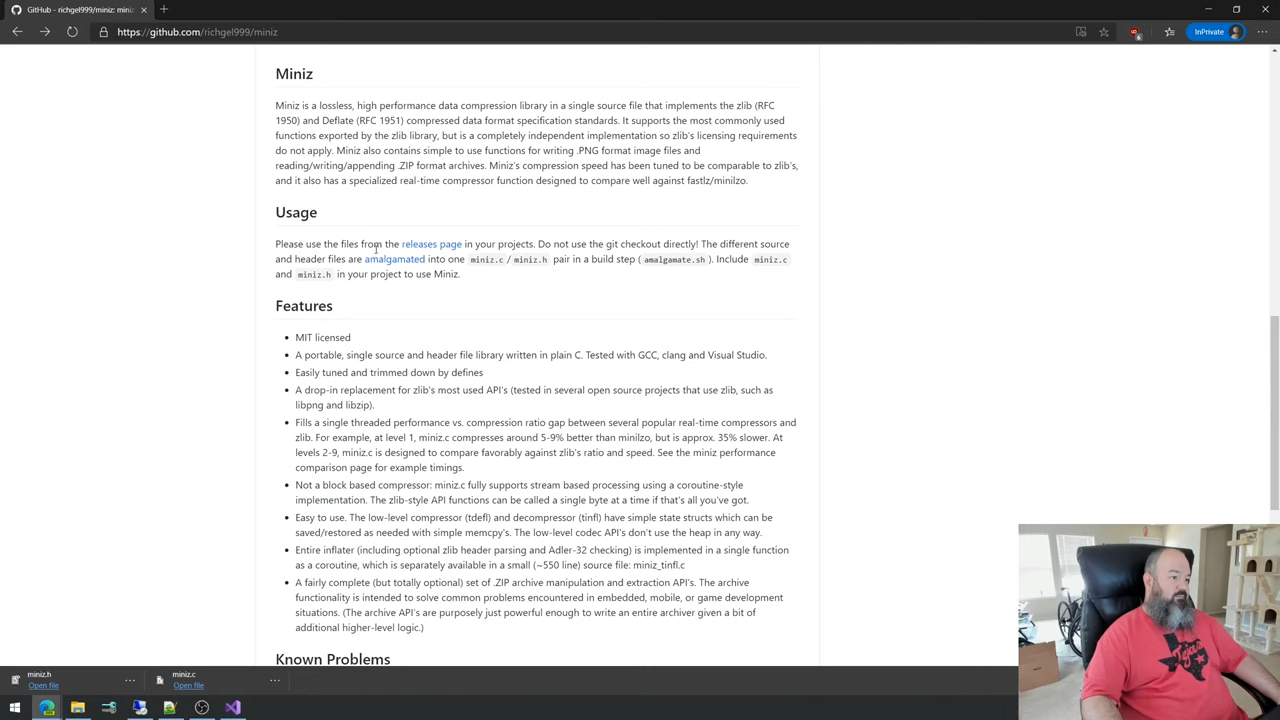 GitHub - richgel999/miniz: miniz
https://github.com/richgel999/miniz
InPrivate
Miniz
Miniz is a lossless, high performance data compression library in a single source file that implements the zlib (RFC
1950) and Deflate (RFC 1951) compressed data format specification standards. It supports the most commonly used
functions exported by the zlib library, but is a completely independent implementation so zlib's licensing requirements
do not apply. Miniz also contains simple to use functions for writing .PNG format image files and
reading/writing/appending .ZIP format archives. Miniz's compression speed has been tuned to be comparable to zlib's,
and it also has a specialized real-time compressor function designed to compare well against fastlz/minilzo.
Usage
Please use the files from the releases page in your projects. Do not use the git checkout directly! The different source
and header files are amalgamated into one miniz.c / miniz.h pair in a build step ( amalgamate.sh ). Include miniz.c
and miniz.h in your project to use Miniz.
Features
• MIT licensed
• A portable, single source and header file library written in plain C. Tested with GCC, clang and Visual Studio.
• Easily tuned and trimmed down by defines
• A drop-in replacement for zlib's most used API's (tested in several open source projects that use zlib, such as
libpng and libzip).
• Fills a single threaded performance vs. compression ratio gap between several popular real-time compressors and
zlib. For example, at level 1, miniz.c compresses around 5-9% better than minilzo, but is approx. 35% slower. At
levels 2-9, miniz.c is designed to compare favorably against zlib's ratio and speed. See the miniz performance
comparison page for example timings.
• Not a block based compressor: miniz.c fully supports stream based processing using a coroutine-style
implementation. The zlib-style API functions can be called a single byte at a time if that's all you've got.
• Easy to use. The low-level compressor (tdefl) and decompressor (tinfl) have simple state structs which can be
saved/restored as needed with simple memcpy's. The low-level codec API's don't use the heap in any way.
• Entire inflater (including optional zlib header parsing and Adler-32 checking) is implemented in a single function
as a coroutine, which is separately available in a small (~550 line) source file: miniz_tinfl.c
• A fairly complete (but totally optional) set of .ZIP archive manipulation and extraction API's. The archive
functionality is intended to solve common problems encountered in embedded, mobile, or game development
situations. (The archive API's are purposely just powerful enough to write an entire archiver given a bit of
additional higher-level logic.)
Known Problems
miniz.h
Open file
miniz.c
Open file